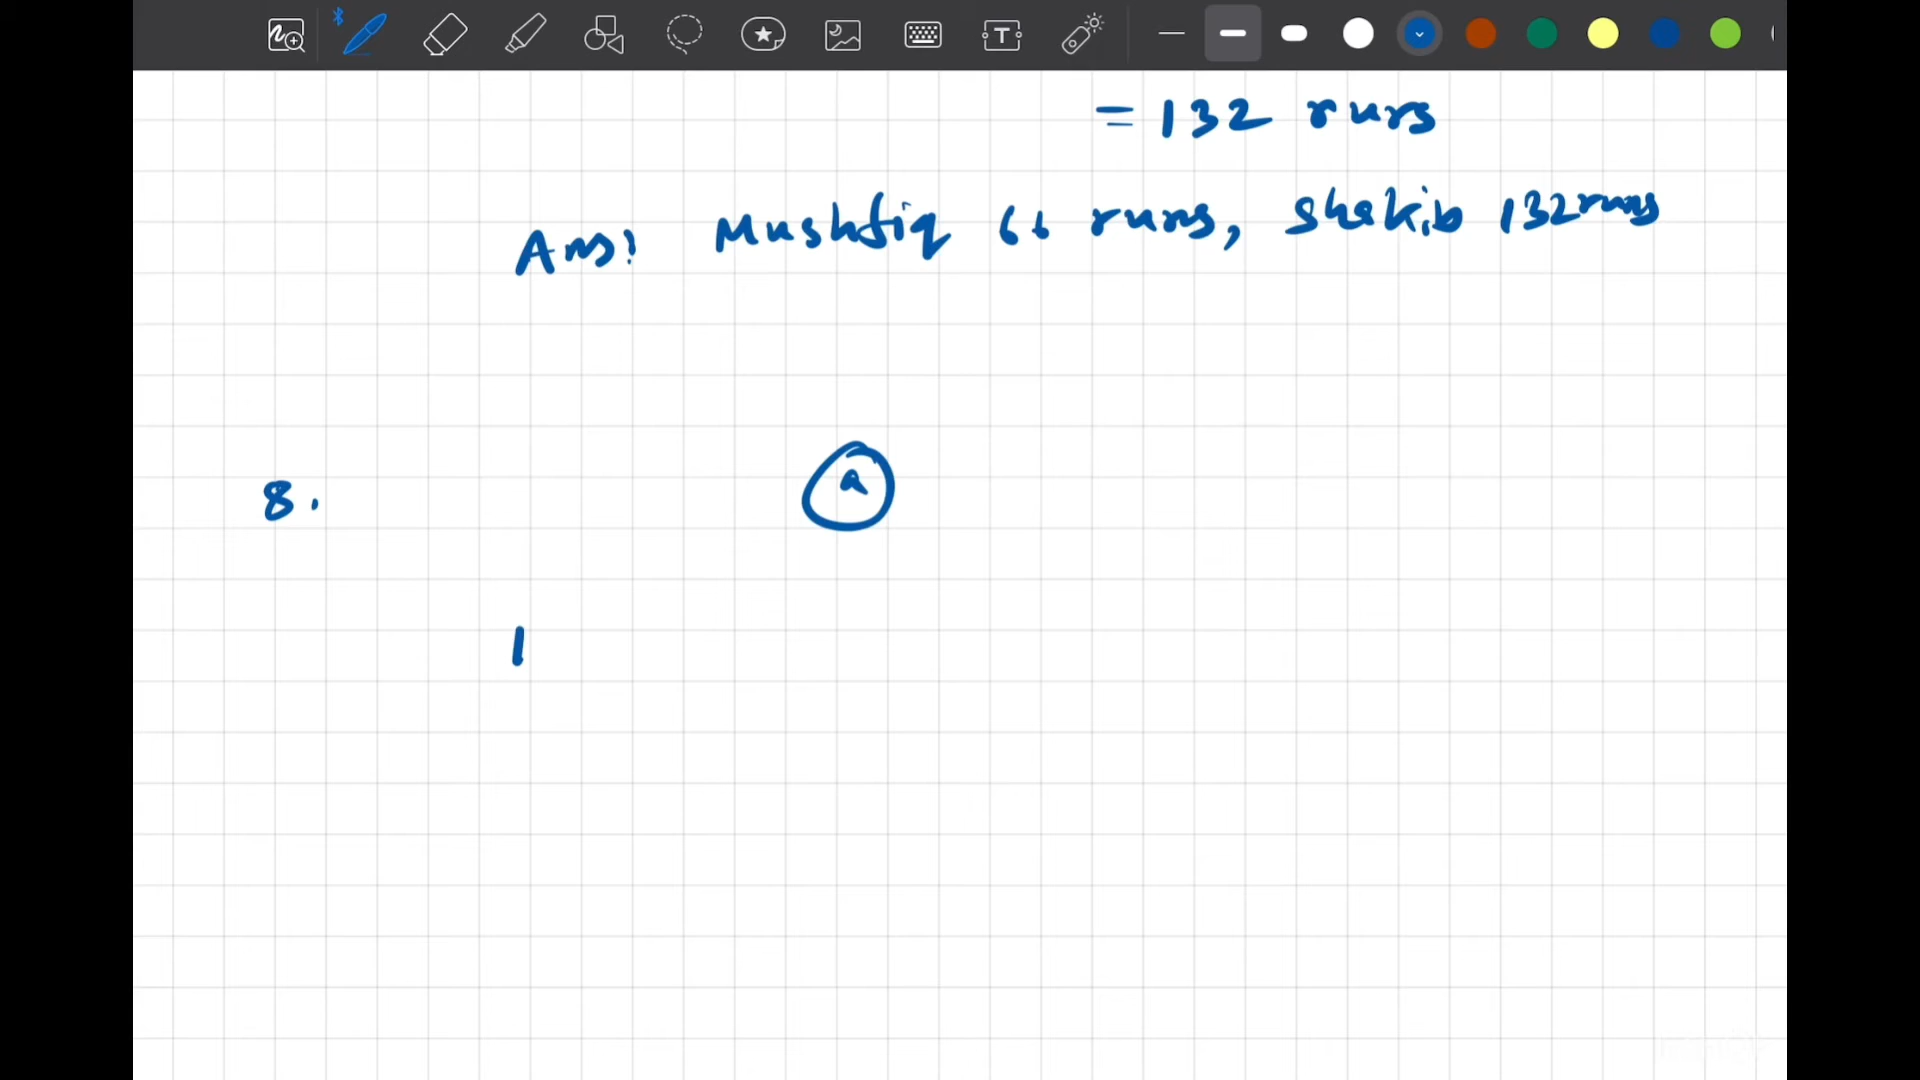 = 132 runs
Ans: Mushfiq 66 runs, Shakib 132 runs
8. a
1